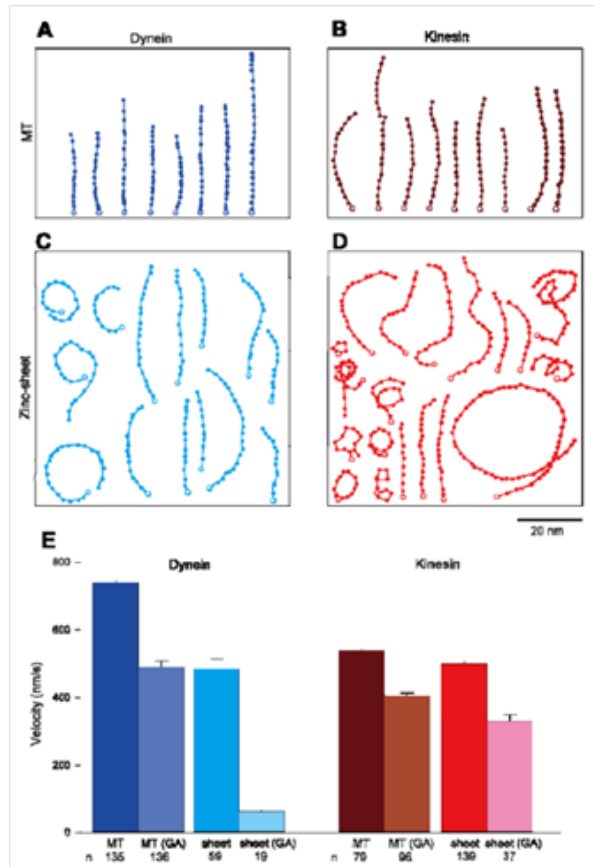 A
Dynein
B
Kinesin
MT
C
D
Zinc-sheet
20 nm
E
Dynein
Kinesin
Velocity (nm/s)
800
600
400
200
0
MT MT (GA) sheet sheet (GA) MT MT (GA) sheet sheet (GA)
n 135 136 59 19 79 96 139 37